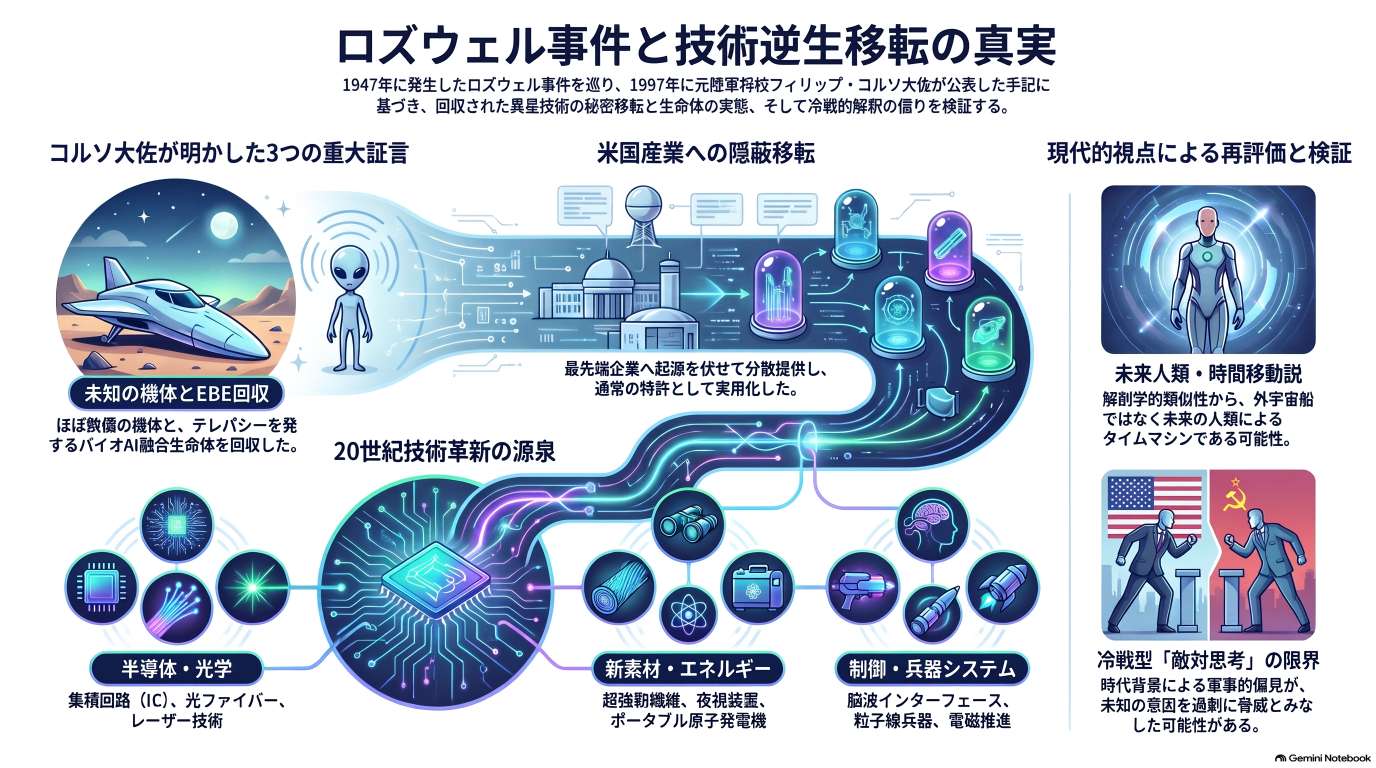 ロズウェル事件と技術逆生移転の真実
1947年に発生したロズウェル事件を巡り、1997年に元陸軍将校フィリップ・コルソ大佐が公表した手記に
基づき、回収された異星技術の秘密移転と生命体の実態、そして冷戦的解釈の信りを検証する。
コルソ大佐が明かした3つの重大証言
未知の機体とEBE回収
ほぼ
の機体と、テレパシーを発
するバイオAI融合生命体を回収した。
米国産業への隠蔽移転
最先端企業へ起源を伏せて分散提供し、
通常の特許として実用化した。
20世紀技術革新の源泉
半導体・光学
集積回路（IC）、光ファイバー、
レーザー技術
新素材・エネルギー
超強靭繊維、夜視装置、
ポータブル原子発電機
制御・兵器システム
脳波インターフェース、
粒子線兵器、電磁推進
現代的視点による再評価と検証
未来人類・時間移動説
解剖学的類似性から、外宇宙船
ではなく未来の人類による
タイムマシンである可能性。
冷戦型「敵対思考」の限界
時代背景による軍事的偏見が、
未知の意図を過剰に脅威とみな
した可能性がある。
Gemini Notebook